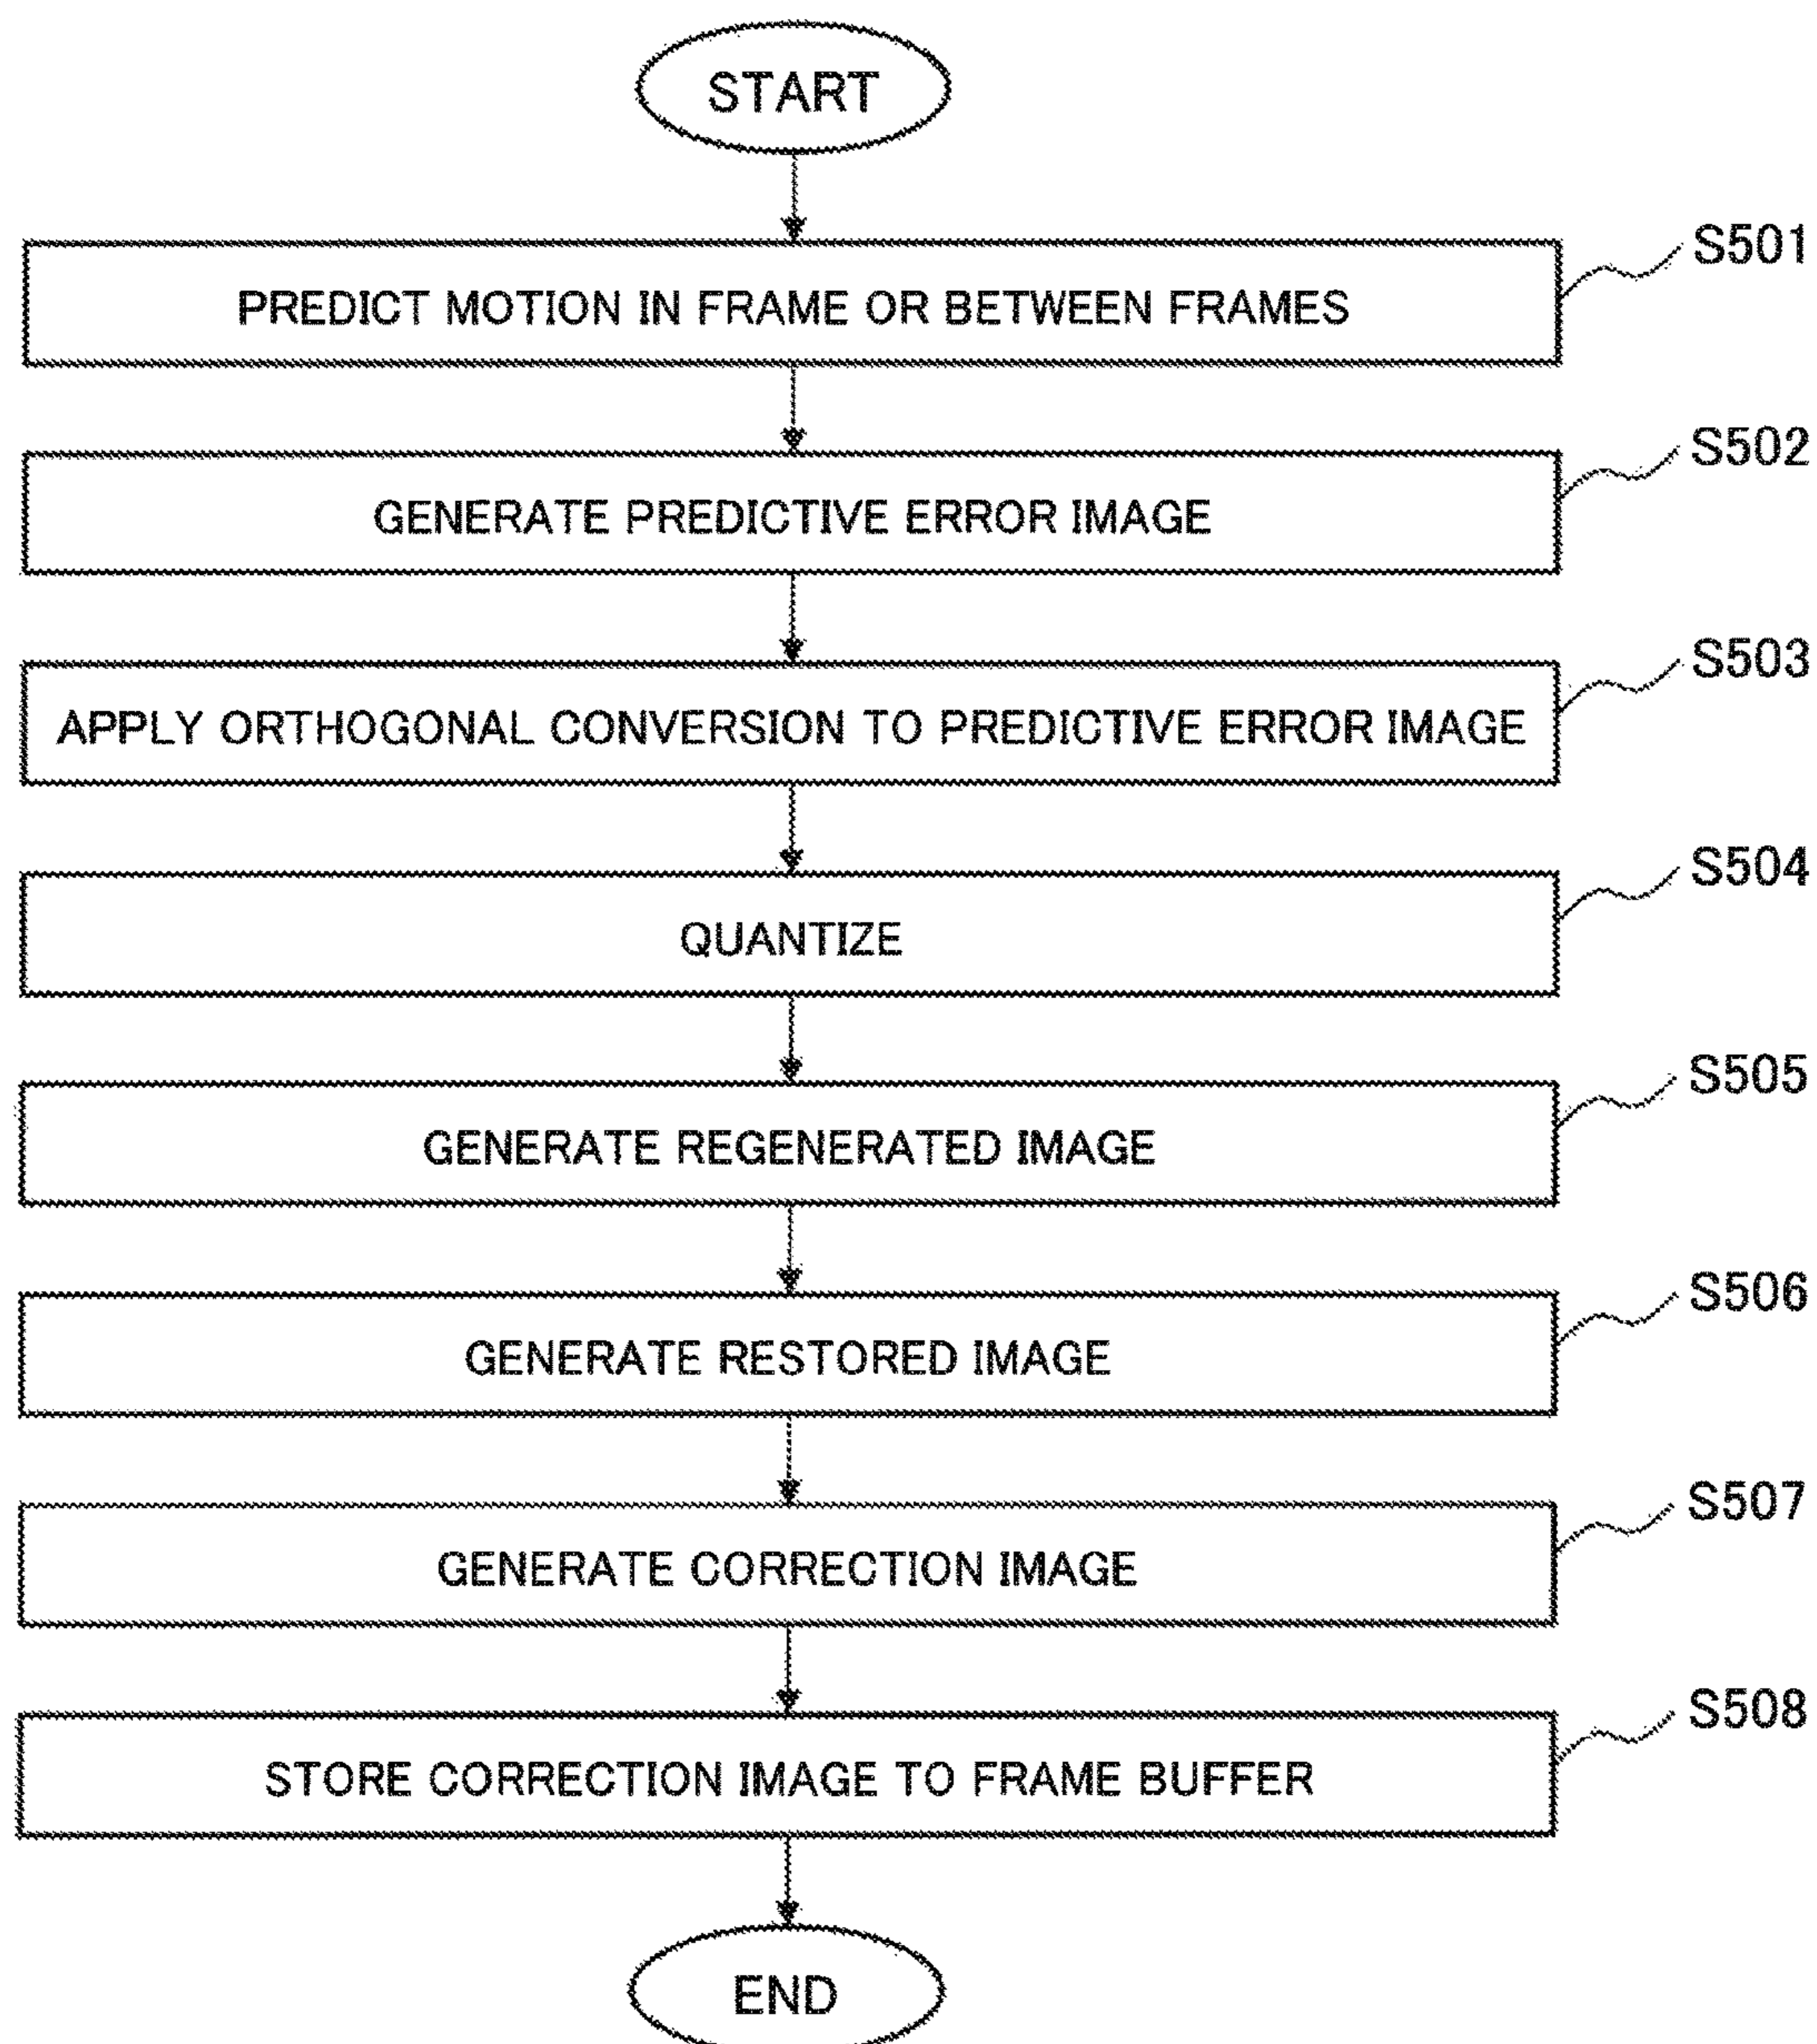 START
S501
PREDICT MOTION IN FRAME OR BETWEEN FRAMES
S502
GENERATE PREDICTIVE ERROR IMAGE
S503
APPLY ORTHOGONAL CONVERSION TO PREDICTIVE ERROR IMAGE
S504
QUANTIZE
S505
GENERATE REGENERATED IMAGE
S506
GENERATE RESTORED IMAGE
S507
GENERATE CORRECTION IMAGE
S508
STORE CORRECTION IMAGE TO FRAME BUFFER
END